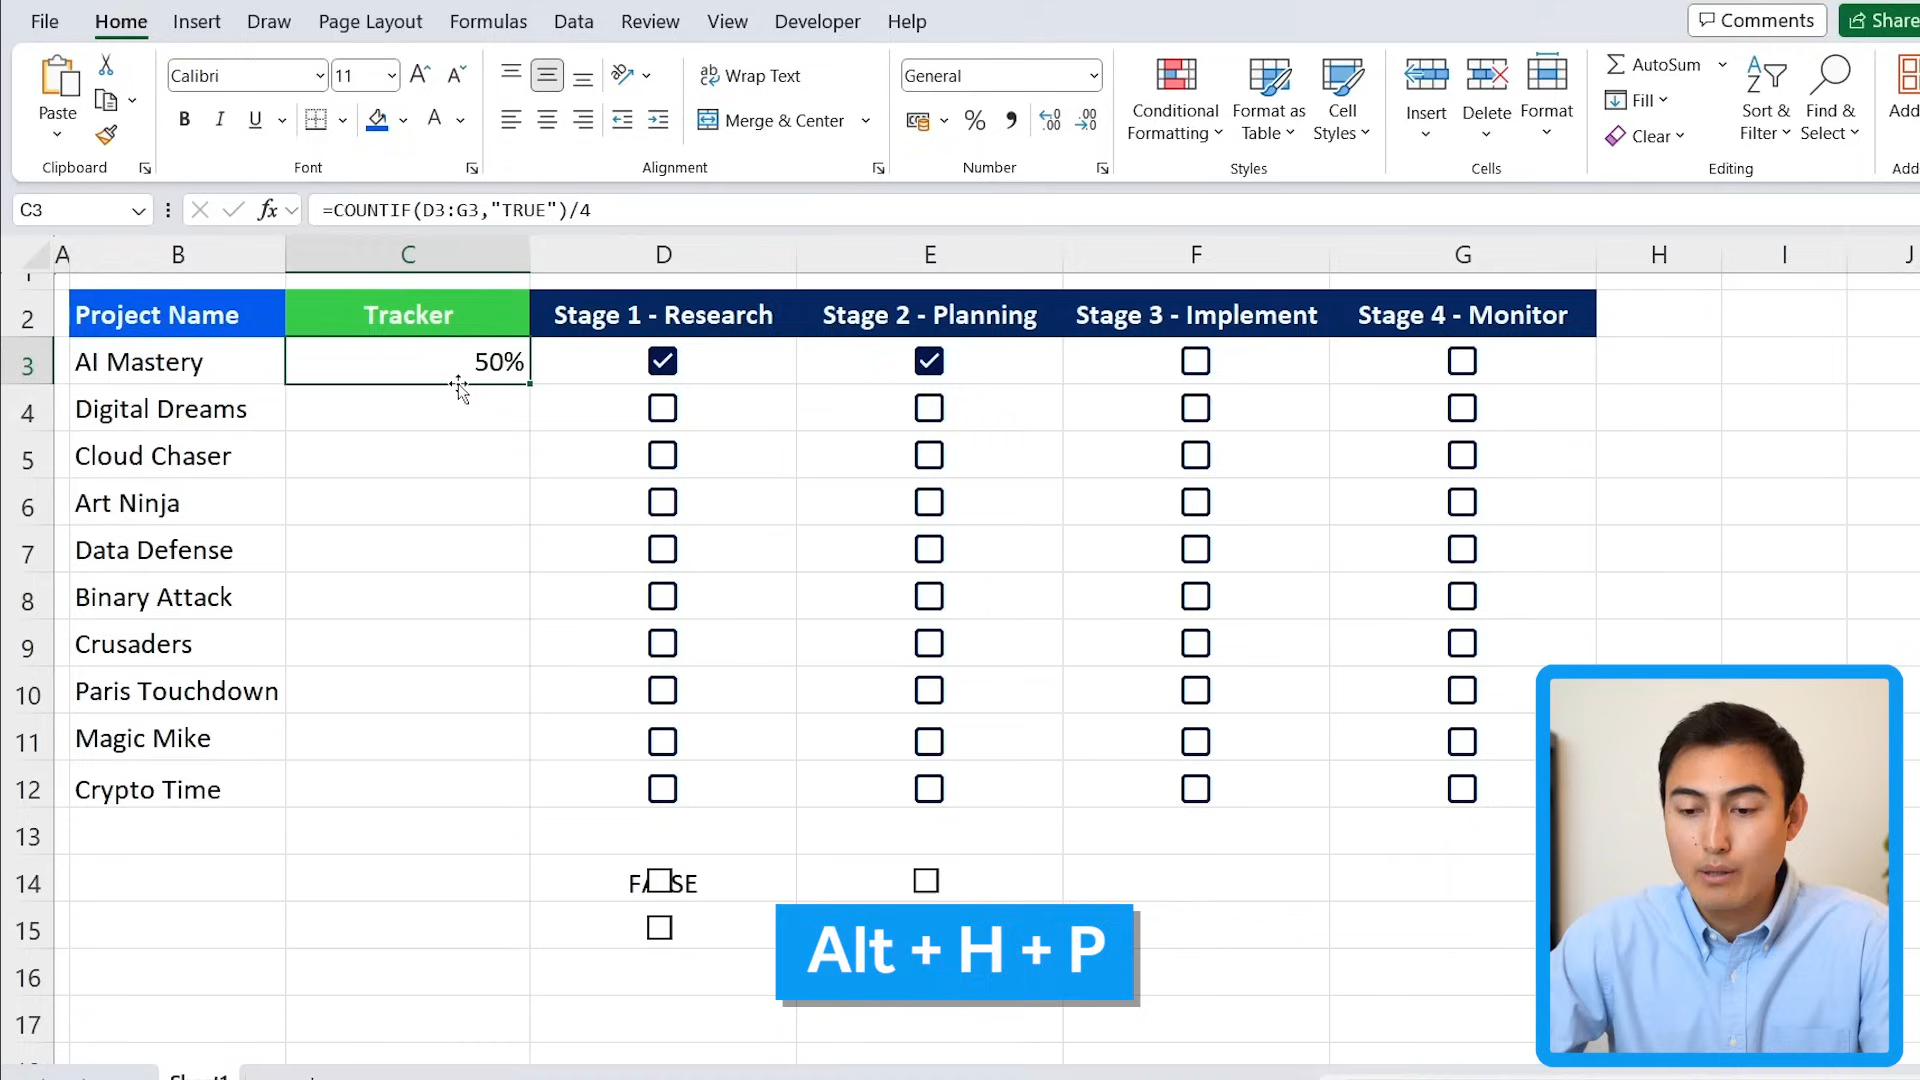 File Home Insert Draw Page Layout Formulas Data Review View Developer Help Comments Share
Paste
Clipboard
Calibri 11
B I U
Font
Wrap Text
Merge & Center
Alignment
General
Number
Conditional Formatting
Format as Table
Cell Styles
Styles
Insert Delete Format
Cells
AutoSum
Fill
Clear
Sort & Filter
Find & Select
Editing
C3 fx =COUNTIF(D3:G3,"TRUE")/4
A B C D E F G H I J
2 Project Name Tracker Stage 1 - Research Stage 2 - Planning Stage 3 - Implement Stage 4 - Monitor
3 AI Mastery 50%
4 Digital Dreams
5 Cloud Chaser
6 Art Ninja
7 Data Defense
8 Binary Attack
9 Crusaders
10 Paris Touchdown
11 Magic Mike
12 Crypto Time
13
14
15
16
17
Alt + H + P